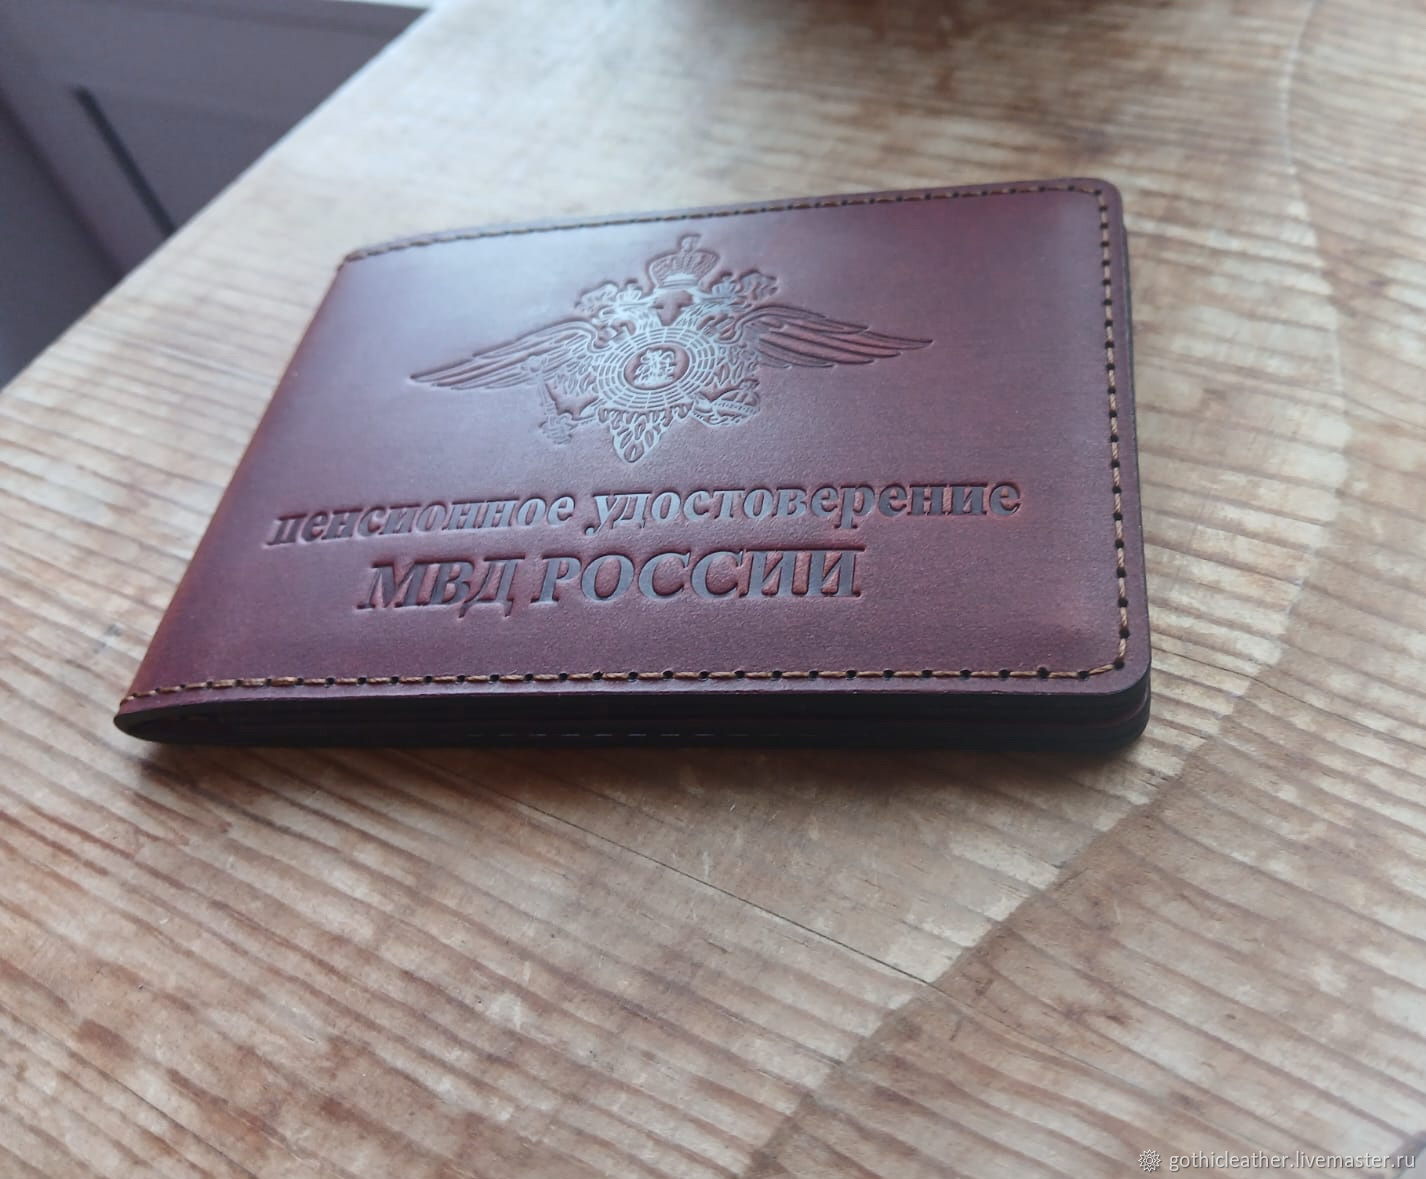 пенсионное удостоверение
МВД РОССИИ
gothicleather.livemaster.ru